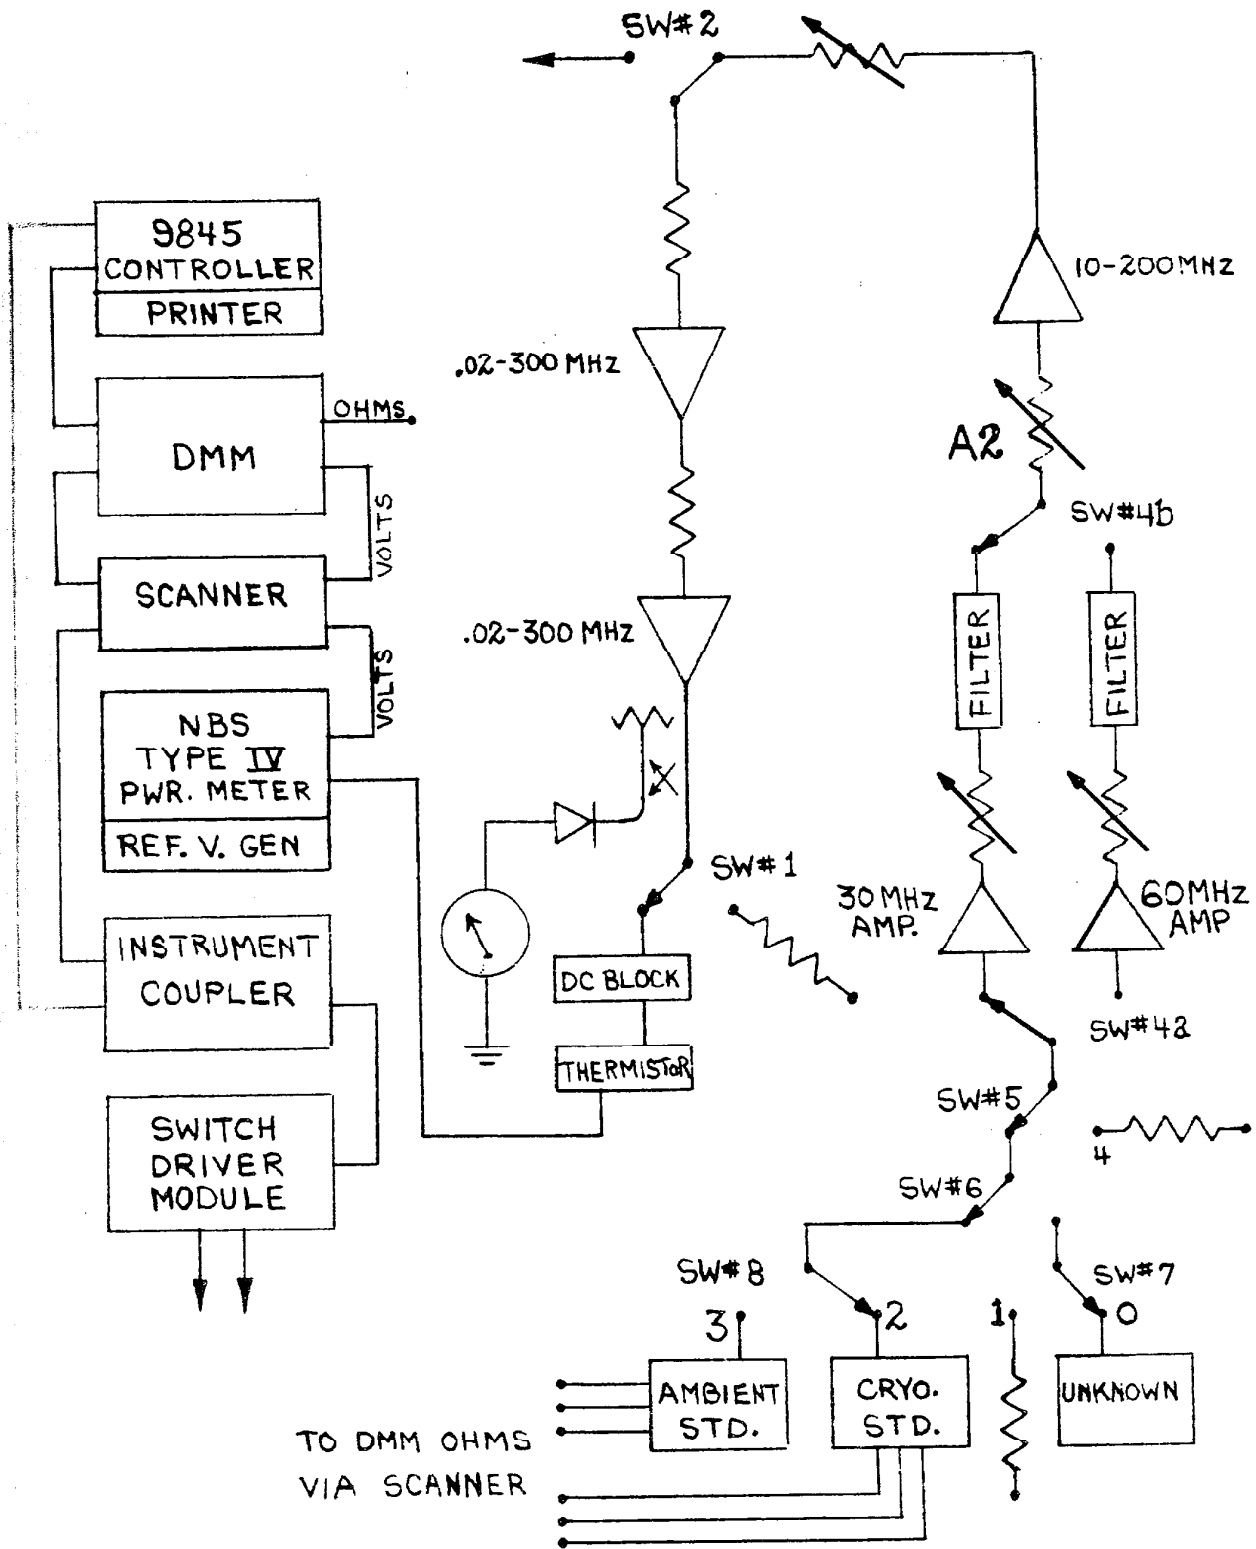 SW#2
9845
CONTROLLER
PRINTER
10-200MHZ
.02-300 MHZ
OHMS
DMM
A2
VOLTS
SW#4b
SCANNER
.02-300 MHZ
FILTER
FILTER
VOLTS
NBS
TYPE IV
PWR. METER
REF. V. GEN
SW#1
30MHZ
AMP.
60MHZ
AMP
INSTRUMENT
COUPLER
DC BLOCK
SW#4a
THERMISTOR
SW#5
4
SWITCH
DRIVER
MODULE
SW#6
SW#8
SW#7
3
2
1
0
AMBIENT
STD.
CRYO.
STD.
UNKNOWN
TO DMM OHMS
VIA SCANNER